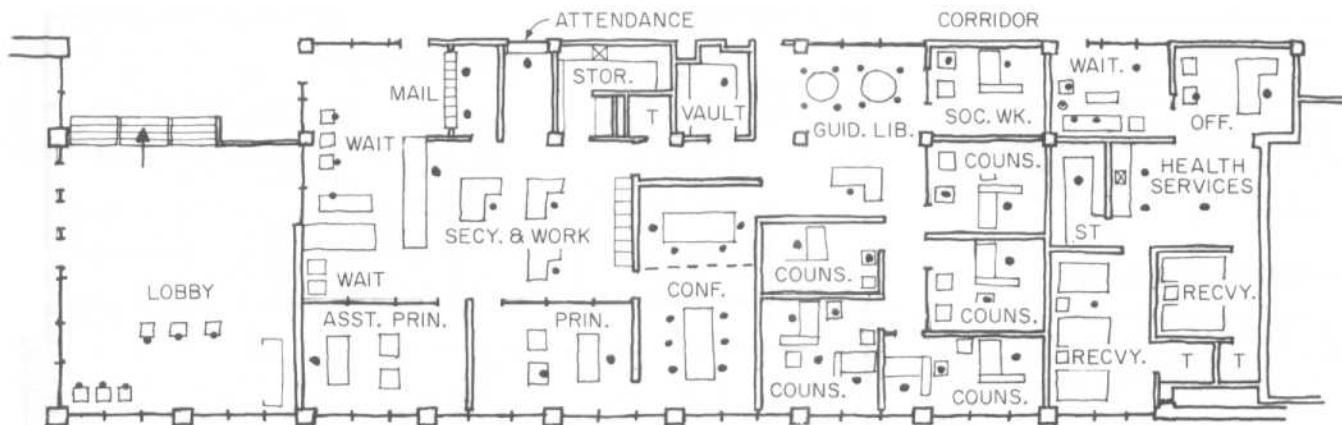 ATTENDANCE
CORRIDOR
STOR.
WAIT.
MAIL
T
VAULT
GUID. LIB.
SOC. WK.
OFF.
WAIT
COUNS.
HEALTH
SERVICES
SECY. & WORK
ST
WAIT
COUNS.
LOBBY
CONF.
RECVY.
ASST. PRIN.
PRIN.
COUNS.
RECVY.
T
T
COUNS.
COUNS.